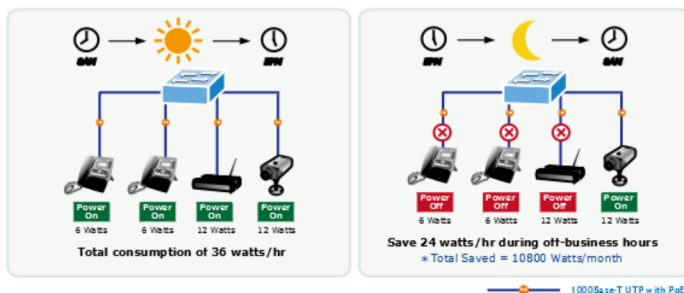 8AM
5PM
Power On
Power On
Power On
Power On
6 Watts
6 Watts
12 Watts
12 Watts
Total consumption of 36 watts/hr
5PM
8AM
Power Off
Power Off
Power Off
Power On
6 Watts
6 Watts
12 Watts
12 Watts
Save 24 watts/hr during off-business hours
* Total Saved = 10800 Watts/month
1000Base-T UTP with PoE